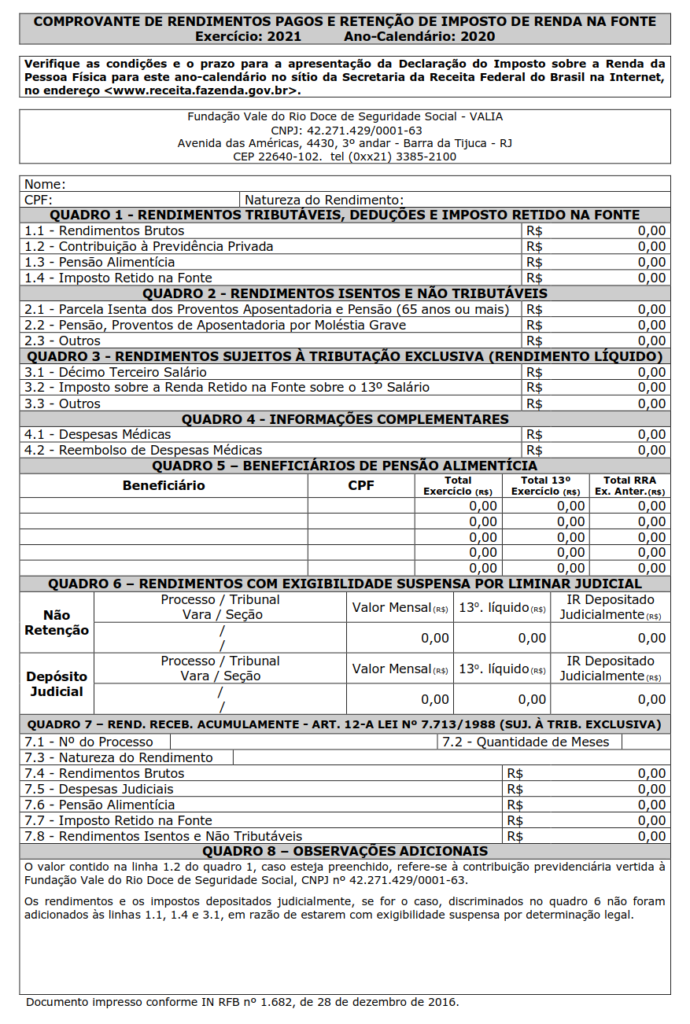 COMPROVANTE DE RENDIMENTOS PAGOS E RETENÇÃO DE IMPOSTO DE RENDA NA FONTE
Exercício: 2021 Ano-Calendário: 2020
Verifique as condições e o prazo para a apresentação da Declaração do Imposto sobre a Renda da
Pessoa Física para este ano-calendário no sítio da Secretaria da Receita Federal do Brasil na Internet,
no endereço <www.receita.fazenda.gov.br>.
Fundação Vale do Rio Doce de Seguridade Social - VALIA
CNPJ: 42.271.429/0001-63
Avenida das Américas, 4430, 3º andar - Barra da Tijuca - RJ
CEP 22640-102. tel (0xx21) 3385-2100
Nome:
CPF: Natureza do Rendimento:
QUADRO 1 - RENDIMENTOS TRIBUTÁVEIS, DEDUÇÕES E IMPOSTO RETIDO NA FONTE
1.1 - Rendimentos Brutos R$ 0,00
1.2 - Contribuição à Previdência Privada R$ 0,00
1.3 - Pensão Alimentícia R$ 0,00
1.4 - Imposto Retido na Fonte R$ 0,00
QUADRO 2 - RENDIMENTOS ISENTOS E NÃO TRIBUTÁVEIS
2.1 - Parcela Isenta dos Proventos Aposentadoria e Pensão (65 anos ou mais) R$ 0,00
2.2 - Pensão, Proventos de Aposentadoria por Moléstia Grave R$ 0,00
2.3 - Outros R$ 0,00
QUADRO 3 - RENDIMENTOS SUJEITOS À TRIBUTAÇÃO EXCLUSIVA (RENDIMENTO LÍQUIDO)
3.1 - Décimo Terceiro Salário R$ 0,00
3.2 - Imposto sobre a Renda Retido na Fonte sobre o 13º Salário R$ 0,00
3.3 - Outros R$ 0,00
QUADRO 4 - INFORMAÇÕES COMPLEMENTARES
4.1 - Despesas Médicas R$ 0,00
4.2 - Reembolso de Despesas Médicas R$ 0,00
QUADRO 5 – BENEFICIÁRIOS DE PENSÃO ALIMENTÍCIA
Beneficiário CPF Total Exercício (R$) Total 13º Exercício (R$) Total RRA Ex. Anter.(R$)
0,00 0,00 0,00
0,00 0,00 0,00
0,00 0,00 0,00
0,00 0,00 0,00
0,00 0,00 0,00
QUADRO 6 – RENDIMENTOS COM EXIGIBILIDADE SUSPENSA POR LIMINAR JUDICIAL
Não Retenção
Processo / Tribunal
Vara / Seção
Valor Mensal(R$) 13º. líquido(R$) IR Depositado Judicialmente(R$)
/
/
0,00 0,00 0,00
Depósito Judicial
Processo / Tribunal
Vara / Seção
Valor Mensal(R$) 13º. líquido(R$) IR Depositado Judicialmente(R$)
/
/
0,00 0,00 0,00
QUADRO 7 – REND. RECEB. ACUMULAMENTE - ART. 12-A LEI Nº 7.713/1988 (SUJ. À TRIB. EXCLUSIVA)
7.1 - Nº do Processo 7.2 - Quantidade de Meses
7.3 - Natureza do Rendimento
7.4 - Rendimentos Brutos R$ 0,00
7.5 - Despesas Judiciais R$ 0,00
7.6 - Pensão Alimentícia R$ 0,00
7.7 - Imposto Retido na Fonte R$ 0,00
7.8 - Rendimentos Isentos e Não Tributáveis R$ 0,00
QUADRO 8 – OBSERVAÇÕES ADICIONAIS
O valor contido na linha 1.2 do quadro 1, caso esteja preenchido, refere-se à contribuição previdenciária vertida à
Fundação Vale do Rio Doce de Seguridade Social, CNPJ nº 42.271.429/0001-63.
Os rendimentos e os impostos depositados judicialmente, se for o caso, discriminados no quadro 6 não foram
adicionados às linhas 1.1, 1.4 e 3.1, em razão de estarem com exigibilidade suspensa por determinação legal.
Documento impresso conforme IN RFB nº 1.682, de 28 de dezembro de 2016.